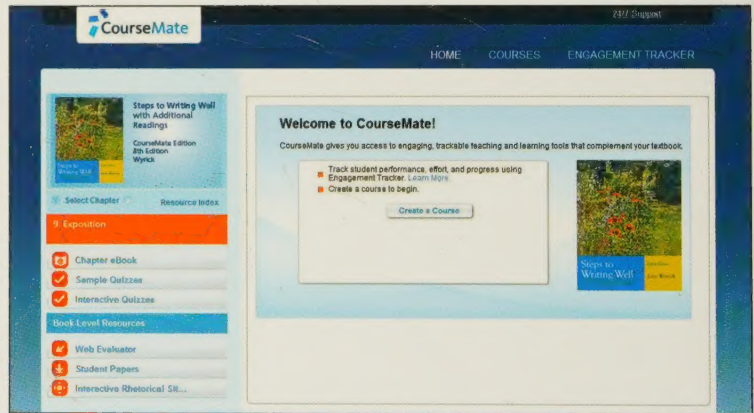 24/7 Support
CourseMate
HOME COURSES ENGAGEMENT TRACKER
Steps to Writing Well
with Additional
Readings
CourseMate Edition
8th Edition
Wyrick
Steps to
Writing Well
Select Chapter
Resource Index
9. Exposition
Chapter eBook
Sample Quizzes
Interactive Quizzes
Book Level Resources
Web Evaluator
Student Papers
Interactive Rhetorical Sit...
Welcome to CourseMate!
CourseMate gives you access to engaging, trackable teaching and learning tools that complement your textbook.
Track student performance, effort, and progress using
Engagement Tracker. Learn More
Create a course to begin.
Create a Course
Steps to
Writing Well